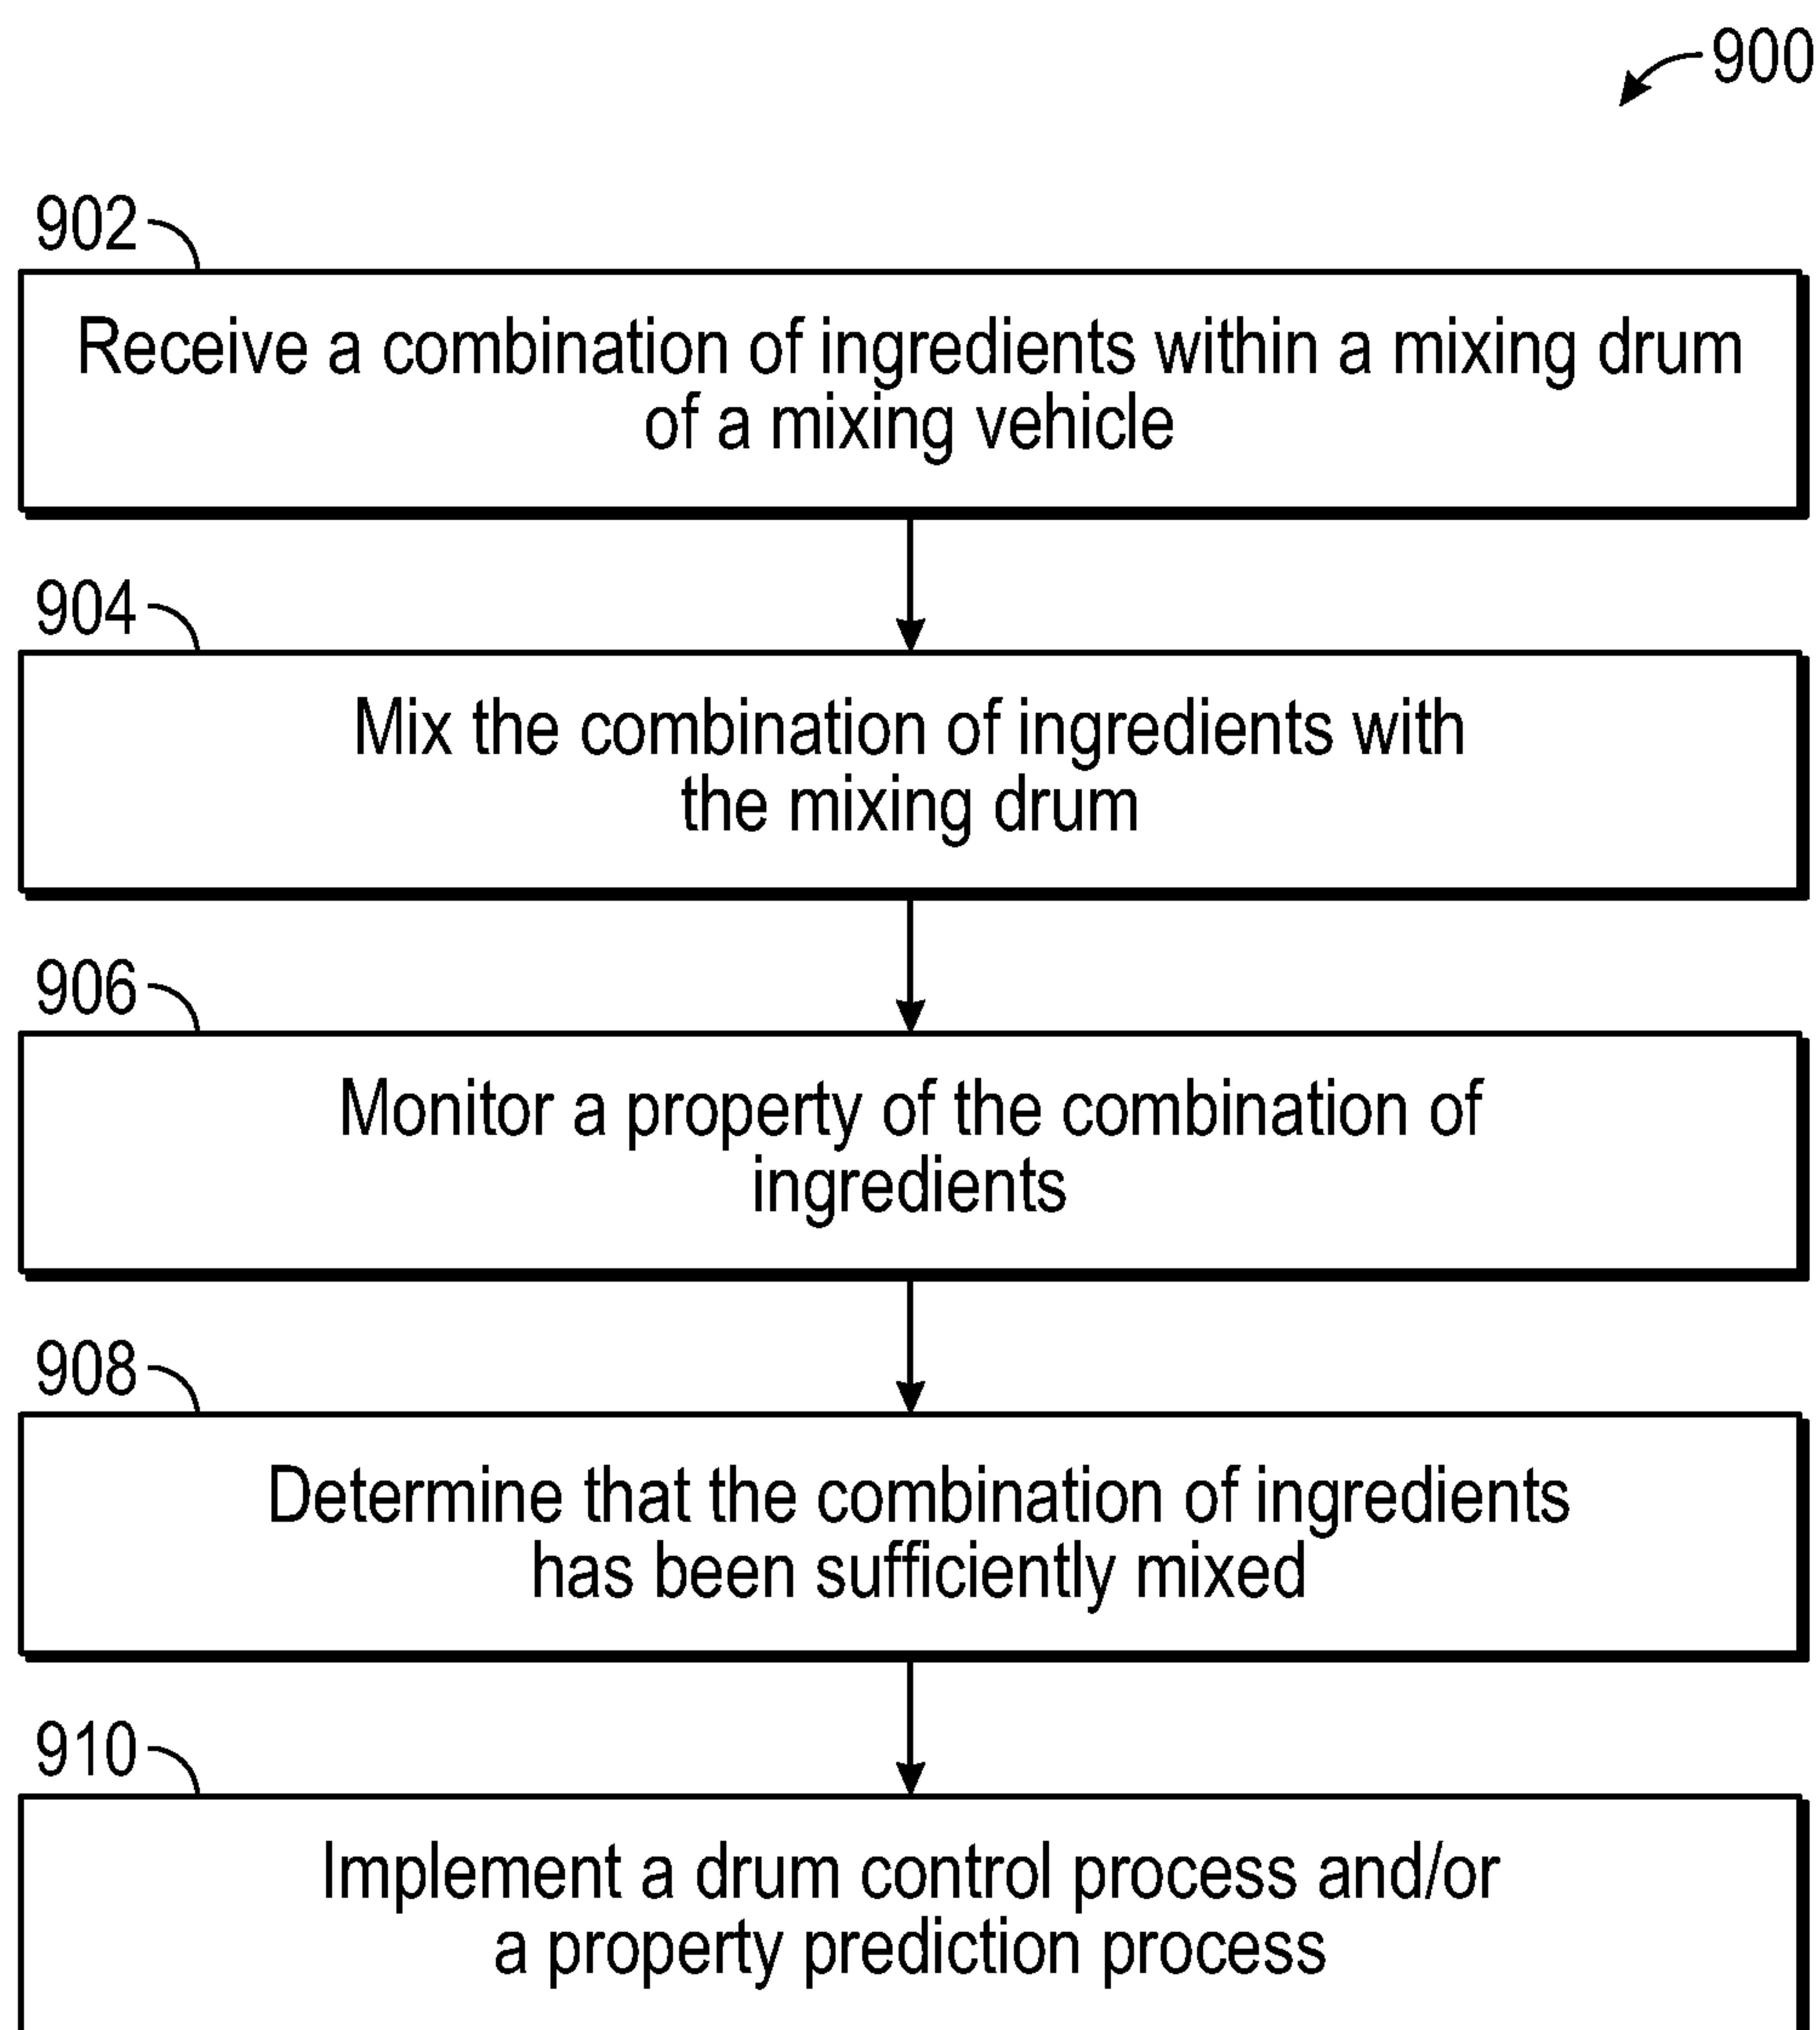 900
902
Receive a combination of ingredients within a mixing drum
of a mixing vehicle
904
Mix the combination of ingredients with
the mixing drum
906
Monitor a property of the combination of
ingredients
908
Determine that the combination of ingredients
has been sufficiently mixed
910
Implement a drum control process and/or
a property prediction process